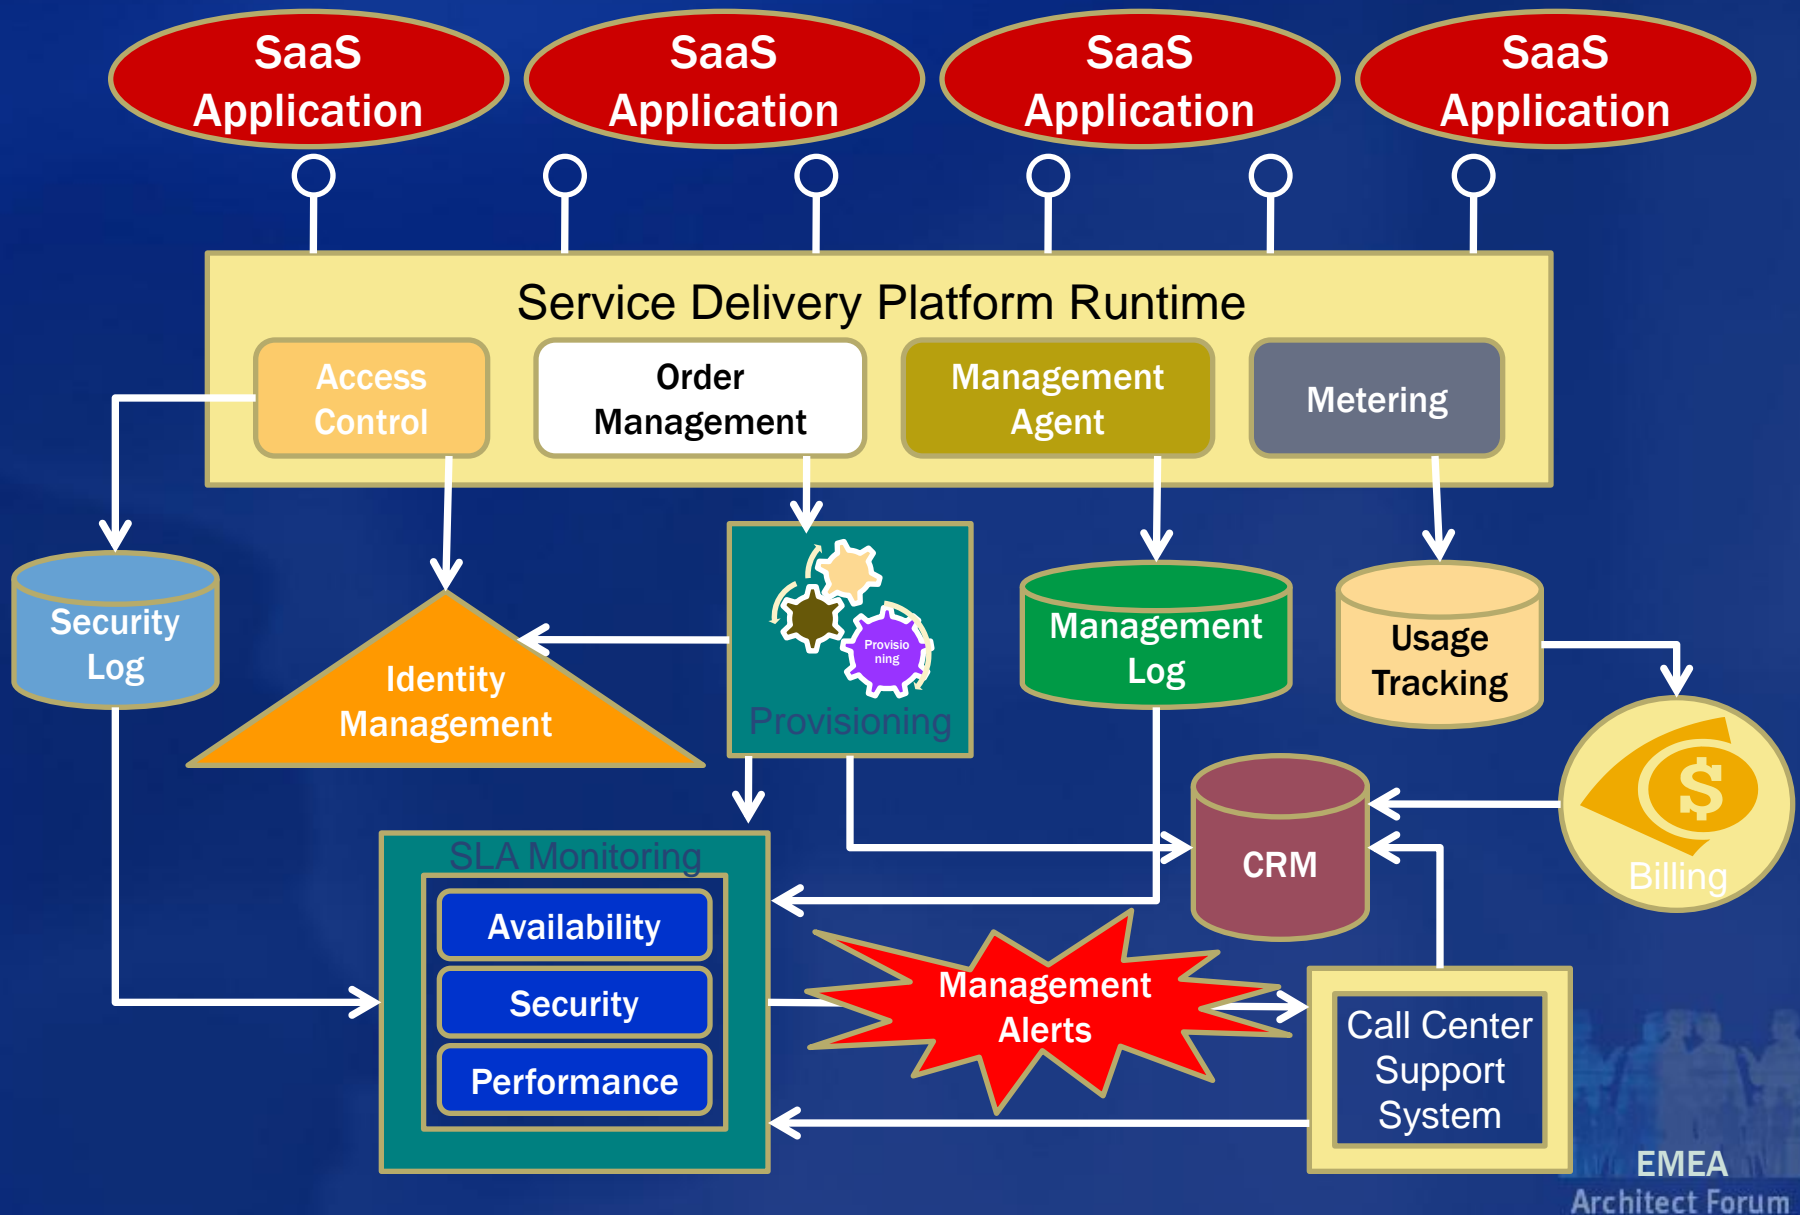 SaaS
Application
SaaS
Application
SaaS
Application
SaaS
Application
Service Delivery Platform Runtime
Access
Control
Order
Management
Management
Agent
Metering
Security
Log
Identity
Management
Provisio
ning
Provisioning
Management
Log
Usage
Tracking
SLA Monitoring
Availability
Security
Performance
CRM
$
Billing
Management
Alerts
Call Center
Support
System
EMEA
Architect Forum